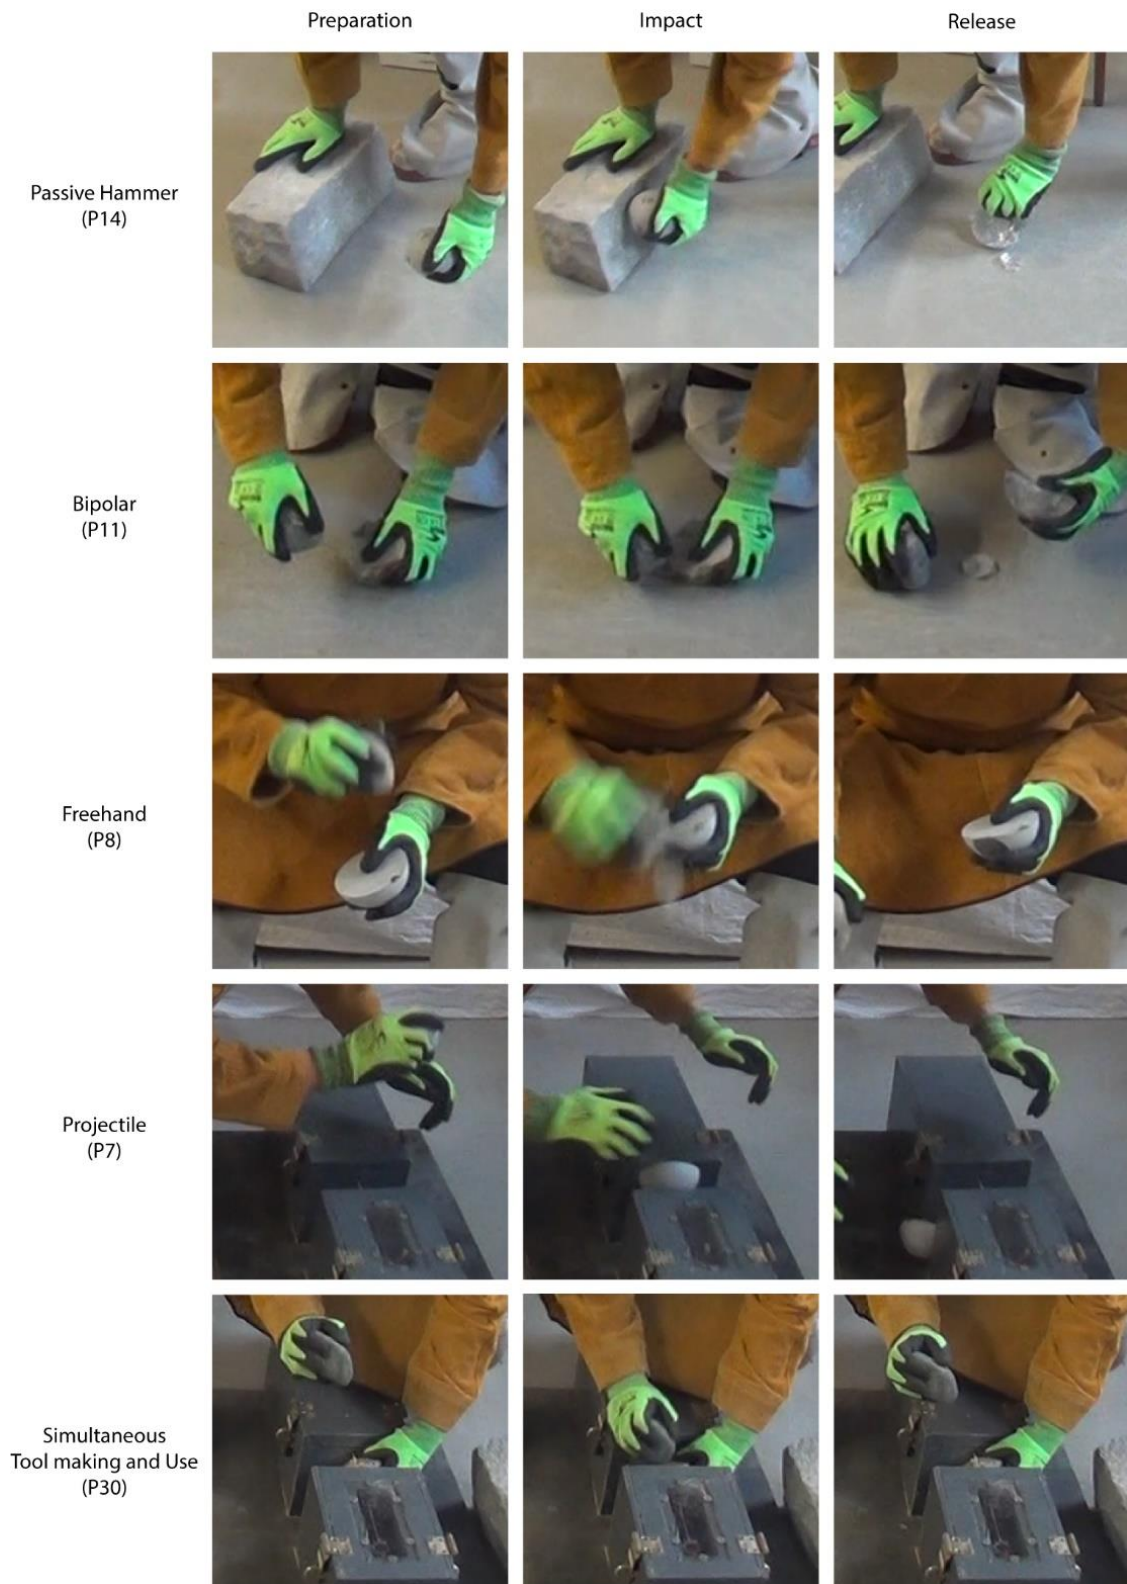 Preparation
Impact
Release
Passive Hammer
(P14)
Bipolar
(P11)
Freehand
(P8)
Projectile
(P7)
Simultaneous
Tool making and Use
(P30)